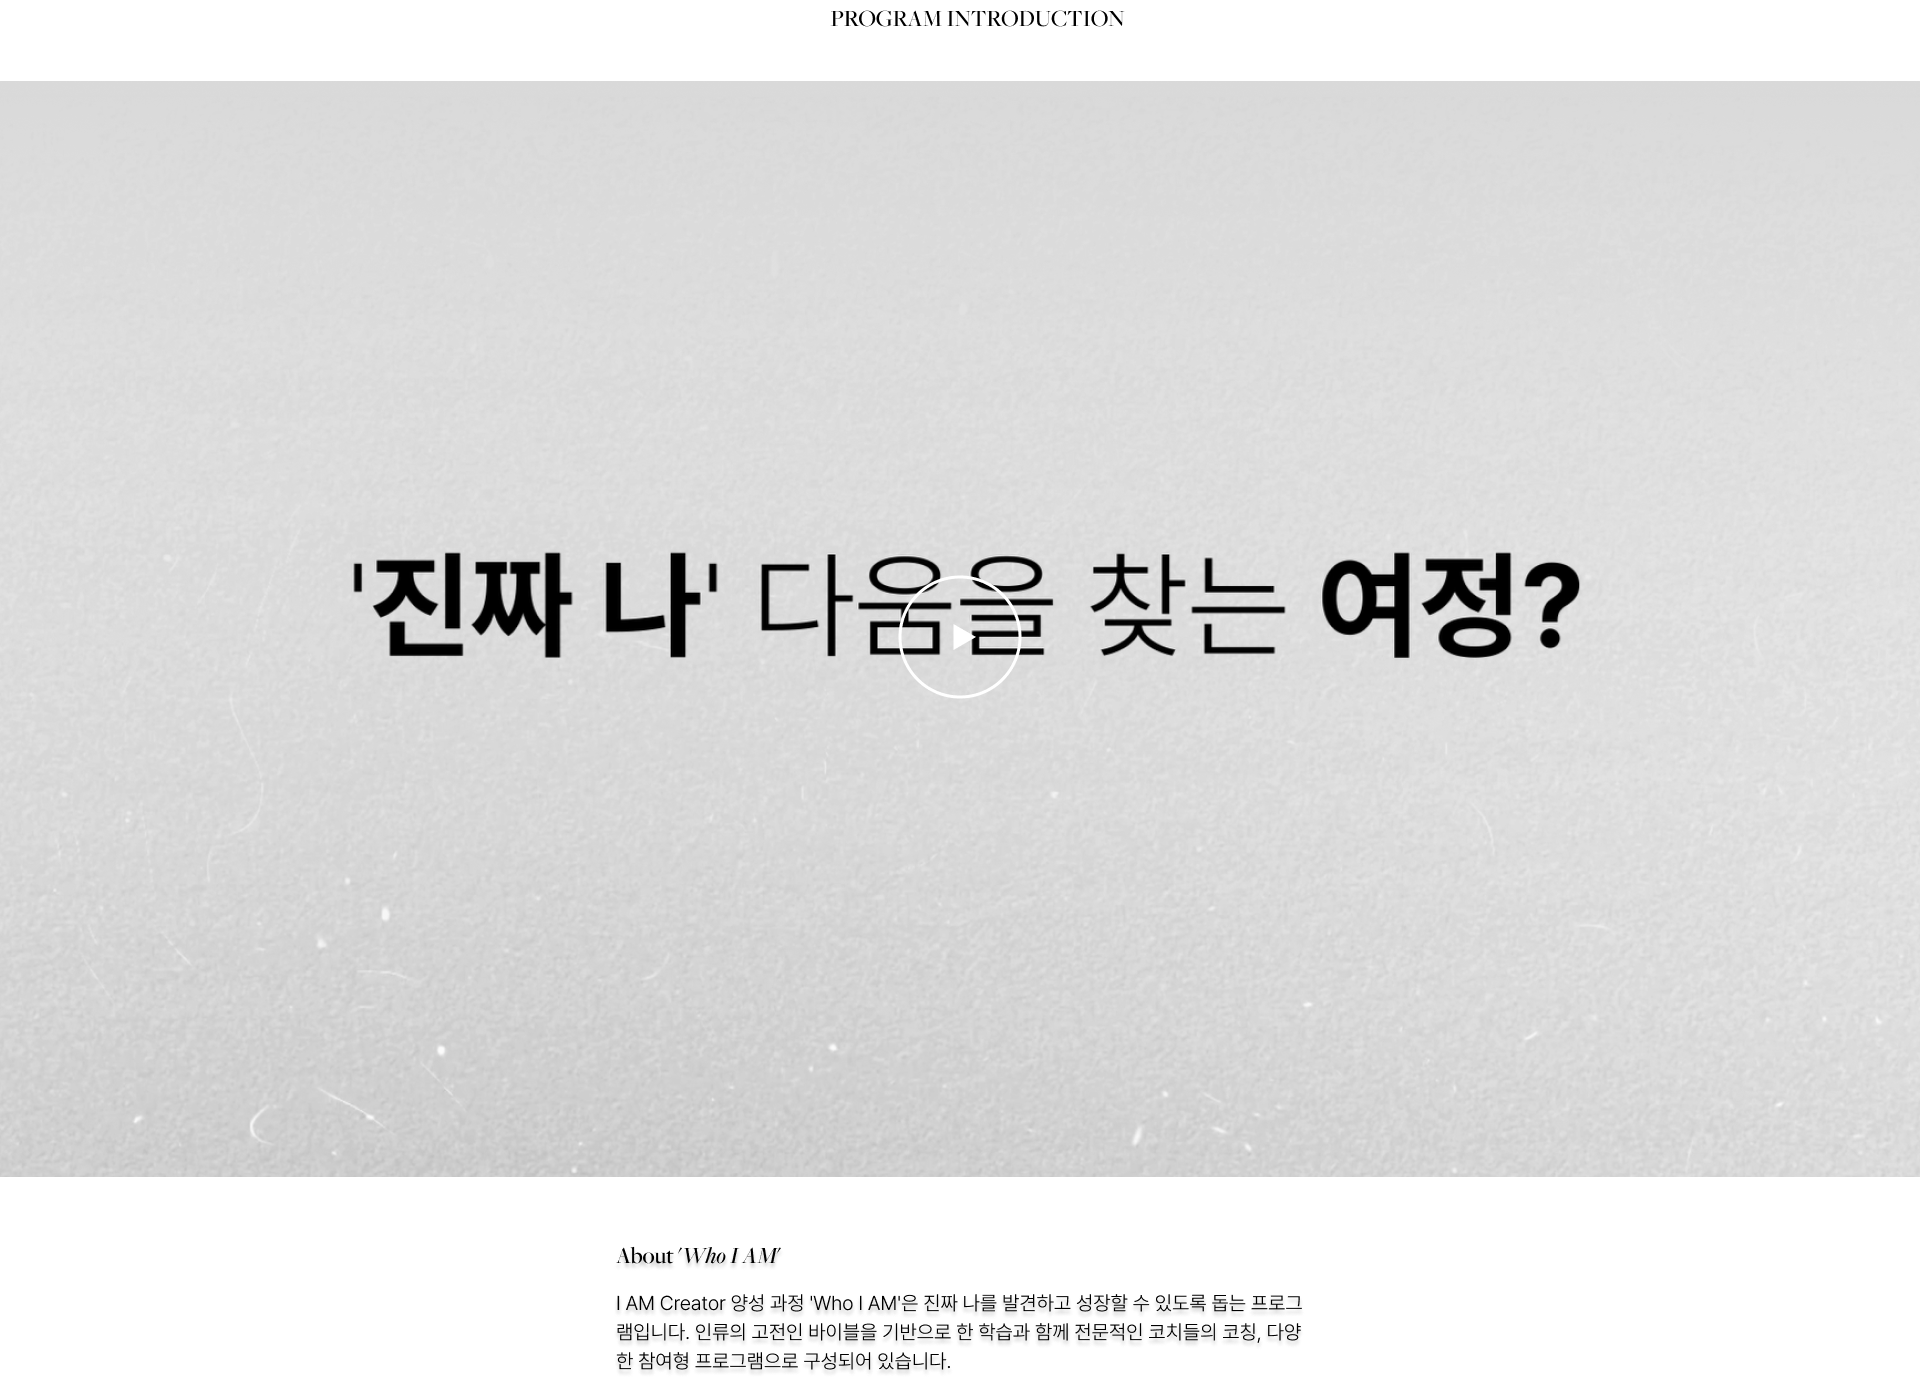 PROGRAM INTRODUCTION
'진짜 나' 다움을 찾는 여정?
About 'Who I AM'
I AM Creator 양성 과정 'Who I AM'은 진짜 나를 발견하고 성장할 수 있도록 돕는 프로그
램입니다. 인류의 고전인 바이블을 기반으로 한 학습과 함께 전문적인 코치들의 코칭, 다양
한 참여형 프로그램으로 구성되어 있습니다.